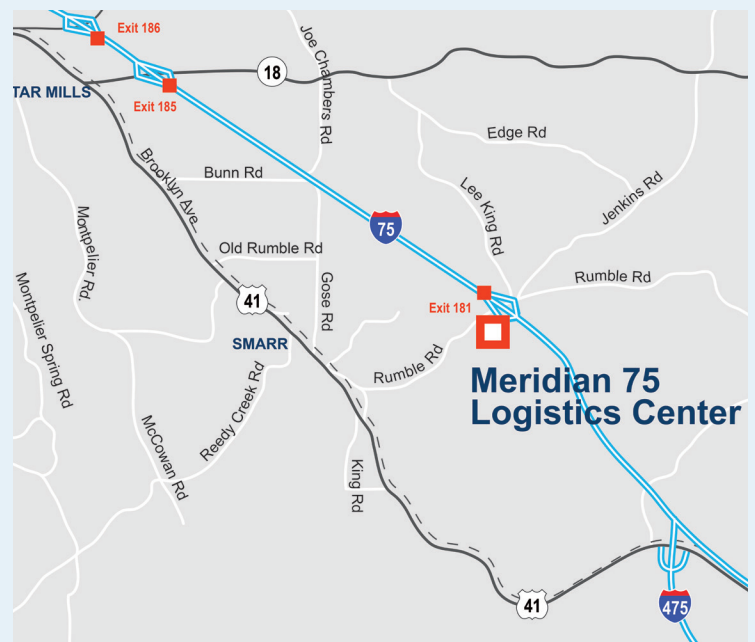 Exit 186
Joe Chambers Rd
18
TAR MILLS
Exit 185
Edge Rd
Brooklyn Ave
Bunn Rd
Lee King Rd
Jenkins Rd
Montpelier Rd.
75
Old Rumble Rd
Rumble Rd
Montpelier Spring Rd
41
Gose Rd
Exit 181
SMARR
Rumble Rd
Meridian 75
Logistics Center
Reedy Creek Rd
McCowan Rd
King Rd
41
475